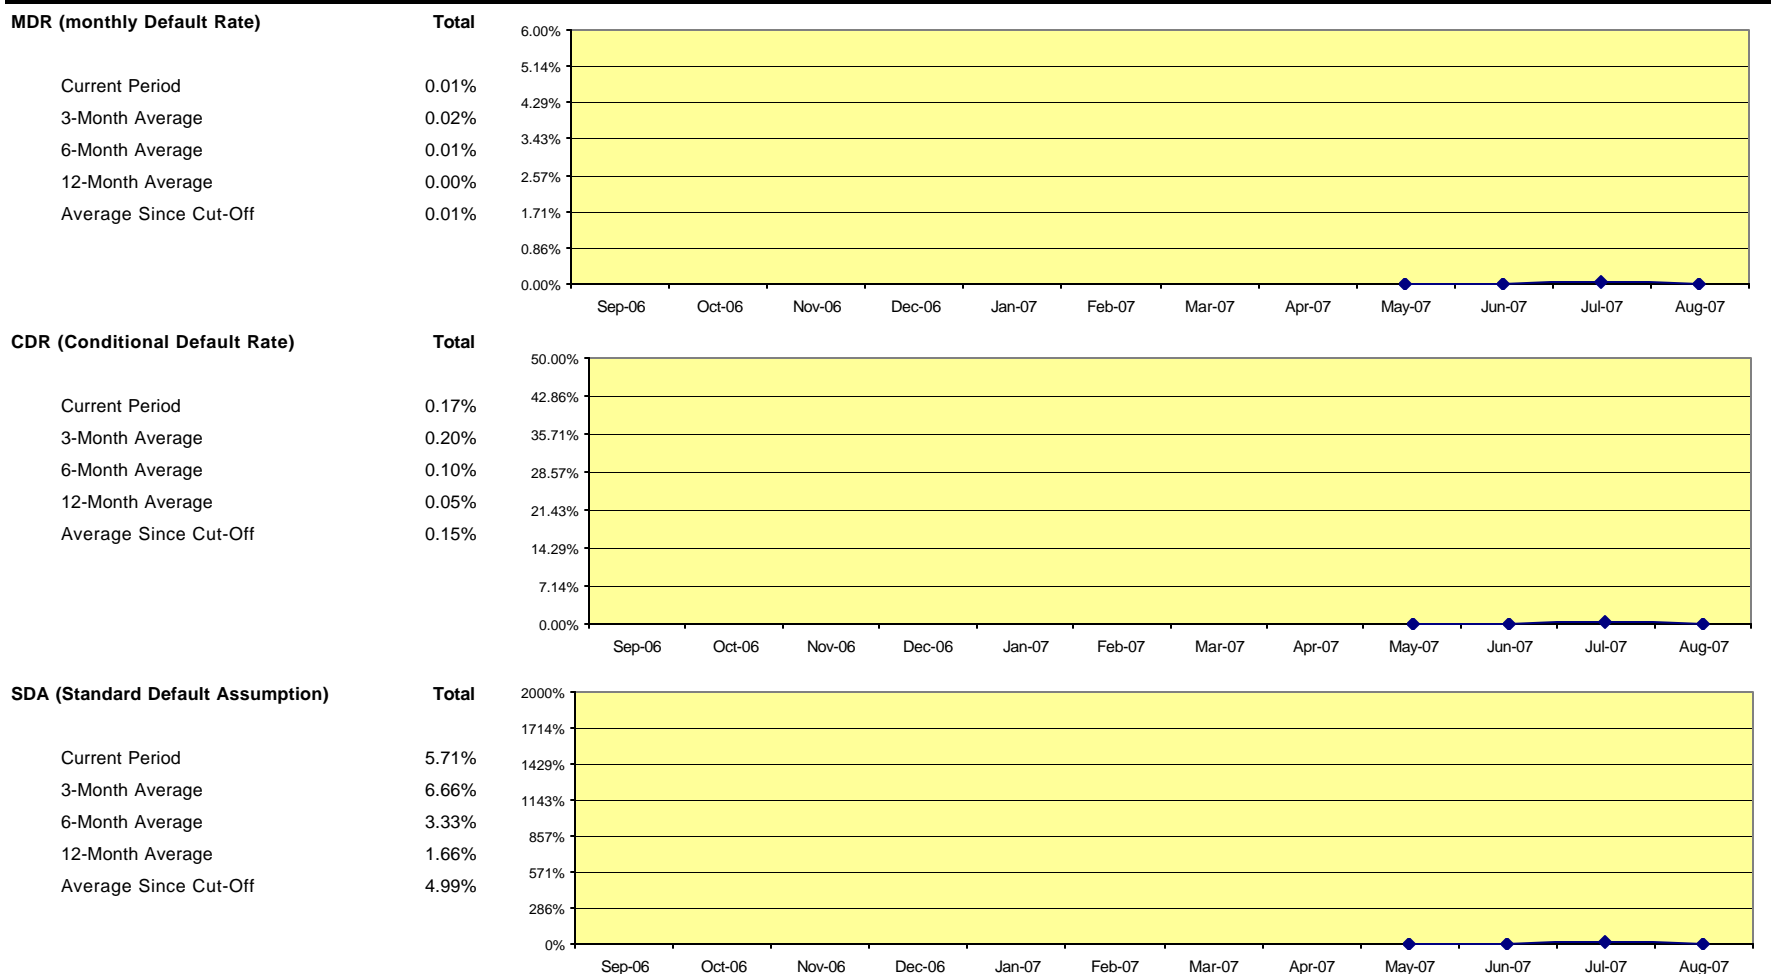 MDR (monthly Default Rate) Total
Current Period 0.01%
3-Month Average 0.02%
6-Month Average 0.01%
12-Month Average 0.00%
Average Since Cut-Off 0.01%
6.00%
5.14%
4.29%
3.43%
2.57%
1.71%
0.86%
0.00%
Sep-06 Oct-06 Nov-06 Dec-06 Jan-07 Feb-07 Mar-07 Apr-07 May-07 Jun-07 Jul-07 Aug-07
CDR (Conditional Default Rate) Total
Current Period 0.17%
3-Month Average 0.20%
6-Month Average 0.10%
12-Month Average 0.05%
Average Since Cut-Off 0.15%
50.00%
42.86%
35.71%
28.57%
21.43%
14.29%
7.14%
0.00%
Sep-06 Oct-06 Nov-06 Dec-06 Jan-07 Feb-07 Mar-07 Apr-07 May-07 Jun-07 Jul-07 Aug-07
SDA (Standard Default Assumption) Total
Current Period 5.71%
3-Month Average 6.66%
6-Month Average 3.33%
12-Month Average 1.66%
Average Since Cut-Off 4.99%
2000%
1714%
1429%
1143%
857%
571%
286%
0%
Sep-06 Oct-06 Nov-06 Dec-06 Jan-07 Feb-07 Mar-07 Apr-07 May-07 Jun-07 Jul-07 Aug-07